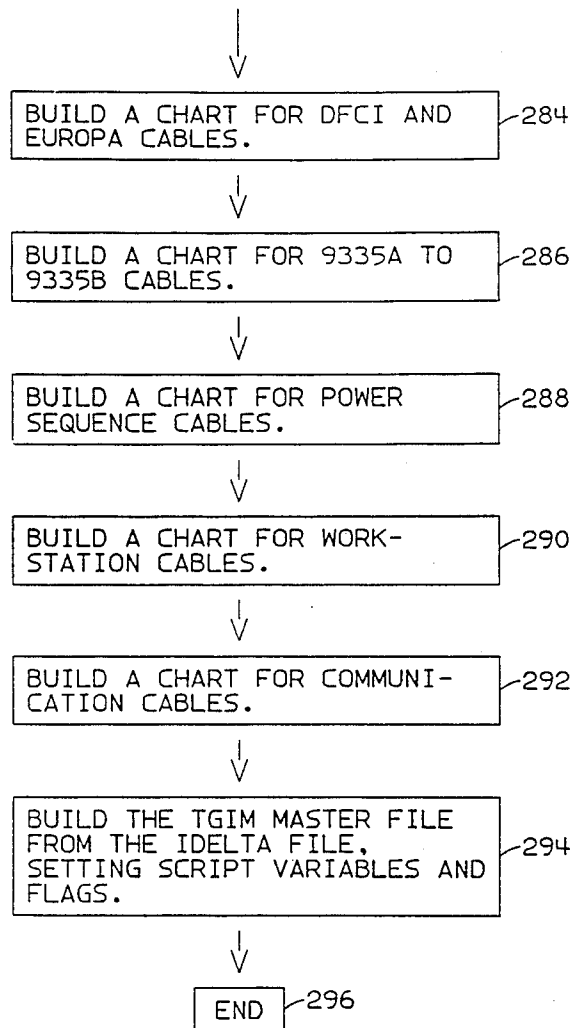 BUILD A CHART FOR DFCI AND
EUROPA CABLES.
284
BUILD A CHART FOR 9335A TO
9335B CABLES.
286
BUILD A CHART FOR POWER
SEQUENCE CABLES.
288
BUILD A CHART FOR WORK-
STATION CABLES.
290
BUILD A CHART FOR COMMUNI-
CATION CABLES.
292
BUILD THE TGIM MASTER FILE
FROM THE IDELTA FILE,
SETTING SCRIPT VARIABLES AND
FLAGS.
294
END
296